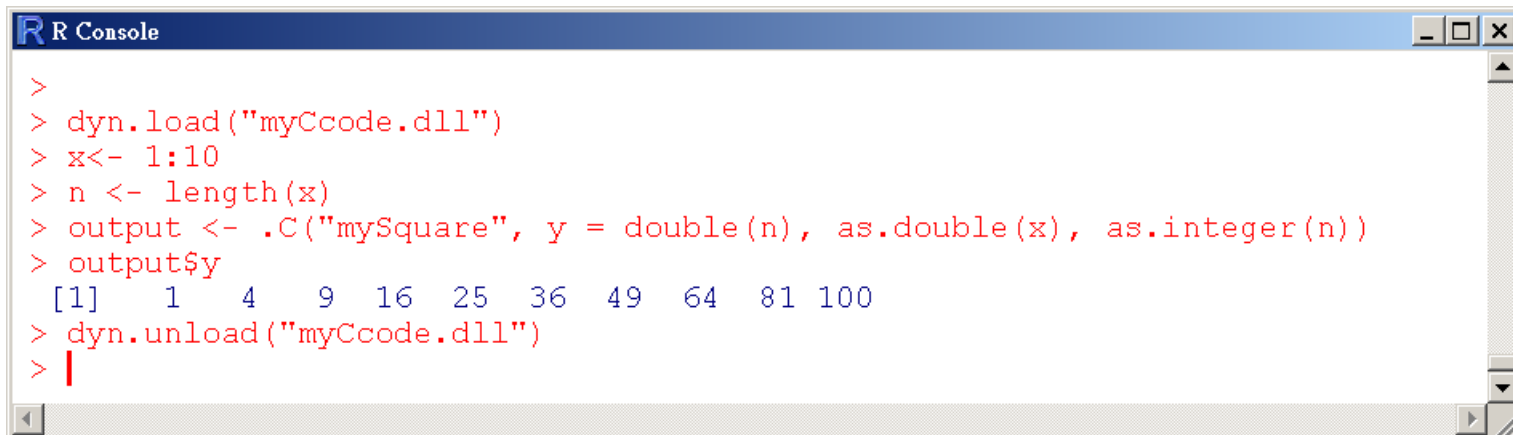 R R Console
>
> dyn.load("myCcode.dll")
> x<- 1:10
> n <- length(x)
> output <- .C("mySquare", y = double(n), as.double(x), as.integer(n))
> output$y
 [1]   1   4   9  16  25  36  49  64  81 100
> dyn.unload("myCcode.dll")
>